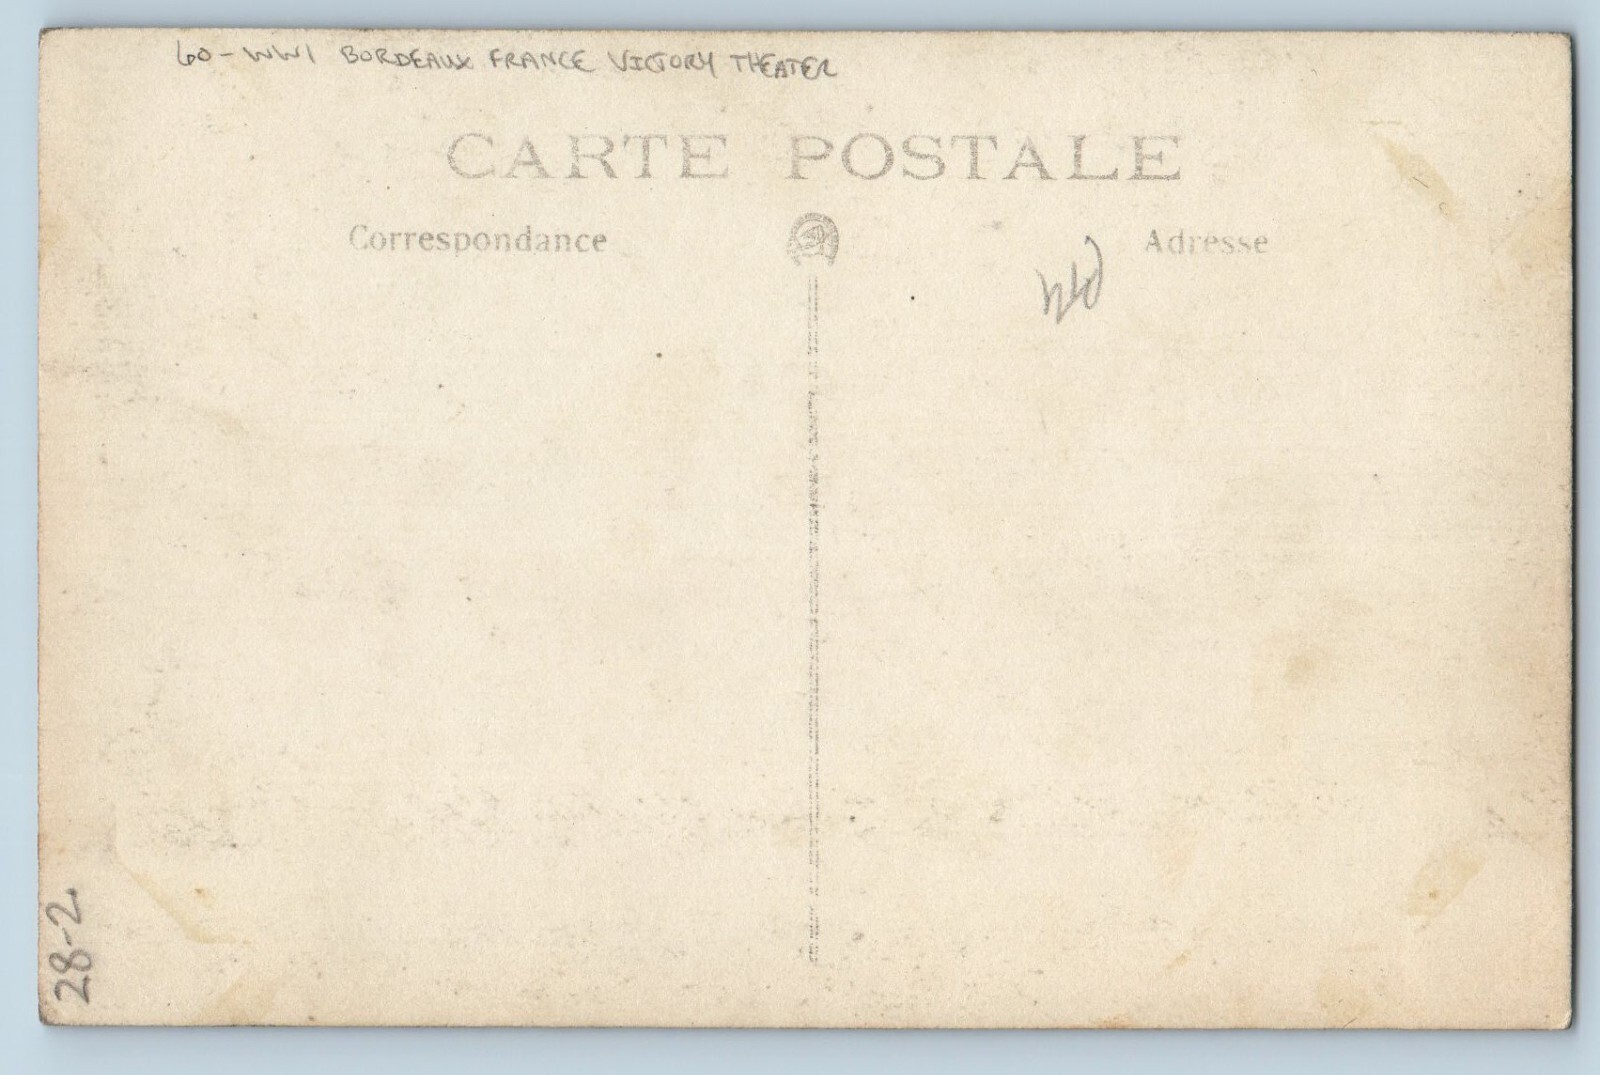 60 - WWI BORDEAUX FRANCE VICTORY THEATER
CARTE POSTALE
Correspondance
Adresse
28-2